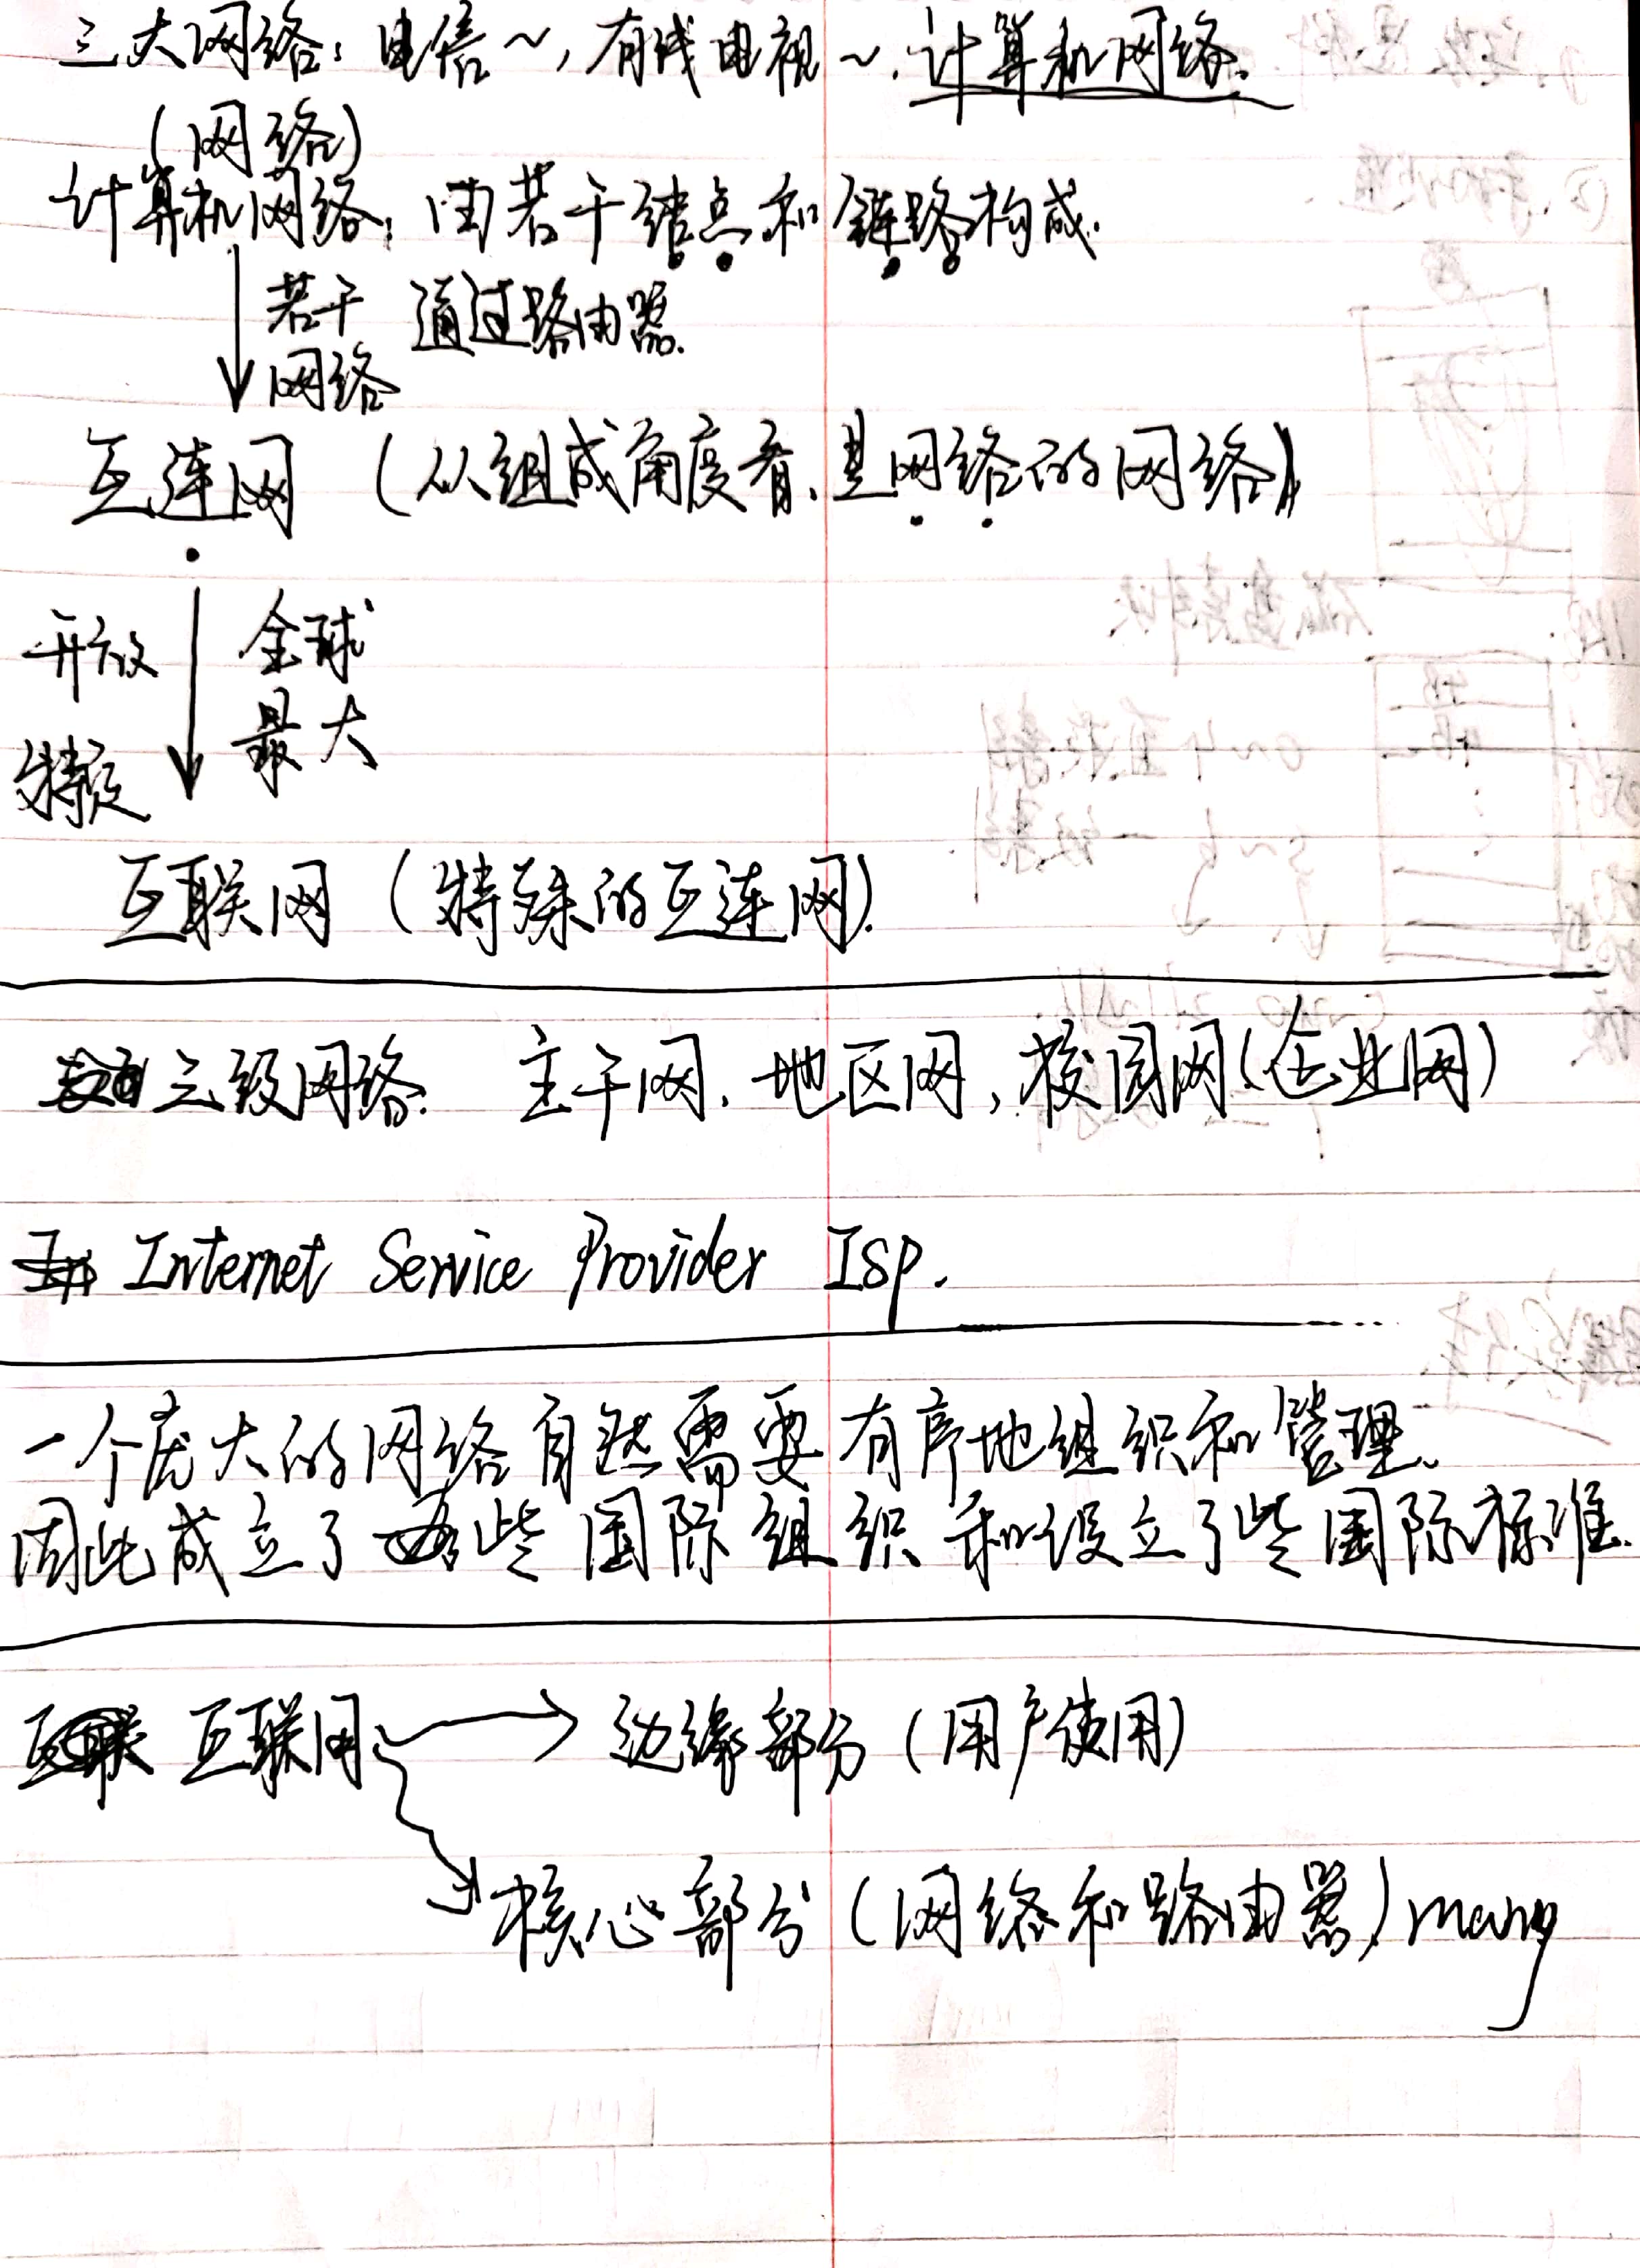 三大网络：电信～，有线电视～，计算机网络．
（网络）
计算机网络：由若干结点和链路构成．
若干 通过路由器．
网络
互连网（从组成角度看、是网络的网络）
开放 全球
特定 最大
互联网（特殊的互连网）．
三级网络． 主干网、地区网，校园网（企业网）
Internet Service Provider ISP.
一个庞大的网络自然需要有序地组织和管理、
因此成立了些国际组织和设立了些国际标准．
互联网 → 边缘部分（用户使用）
核心部分（网络和路由器）many